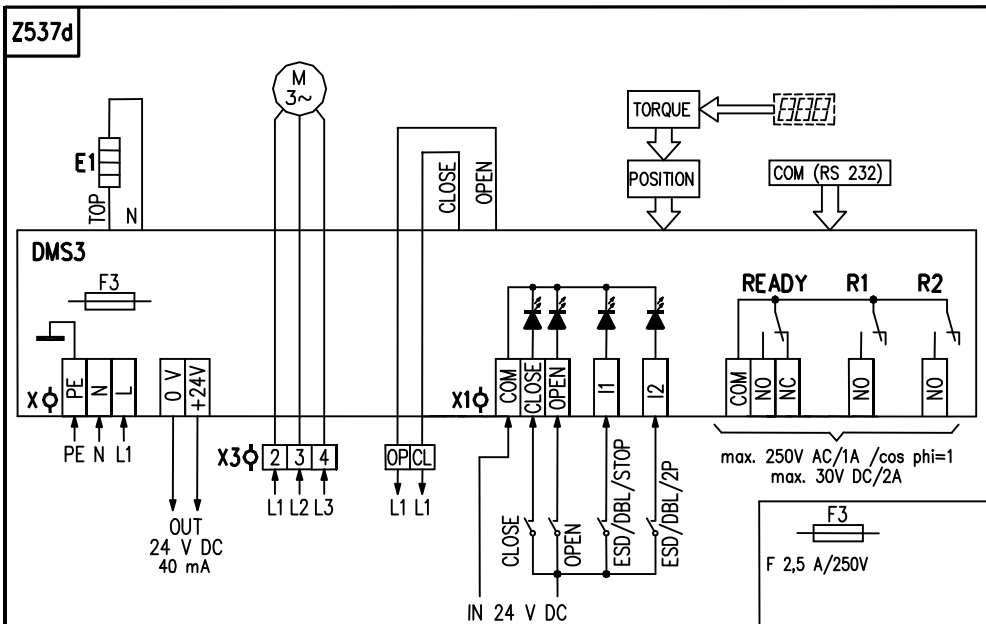 Z537d
M
3~
TORQUE
E1
TOP
N
CLOSE
OPEN
POSITION
COM (RS 232)
DMS3
F3
READY
R1
R2
X
PE
N
L
0 V
+24V
X1
COM
CLOSE
OPEN
I1
I2
COM
NO
NC
NO
NO
PE N L1
X3
2
3
4
OP
CL
L1 L2 L3
L1 L1
OUT
24 V DC
40 mA
CLOSE
OPEN
ESD/DBL/STOP
ESD/DBL/2P
IN 24 V DC
max. 250V AC/1A /cos phi=1
max. 30V DC/2A
F3
F 2,5 A/250V